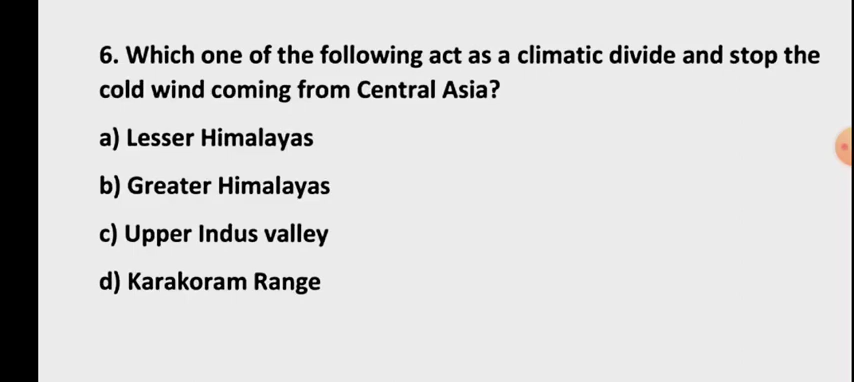 6. Which one of the following act as a climatic divide and stop the
cold wind coming from Central Asia?
a) Lesser Himalayas
b) Greater Himalayas
c) Upper Indus valley
d) Karakoram Range